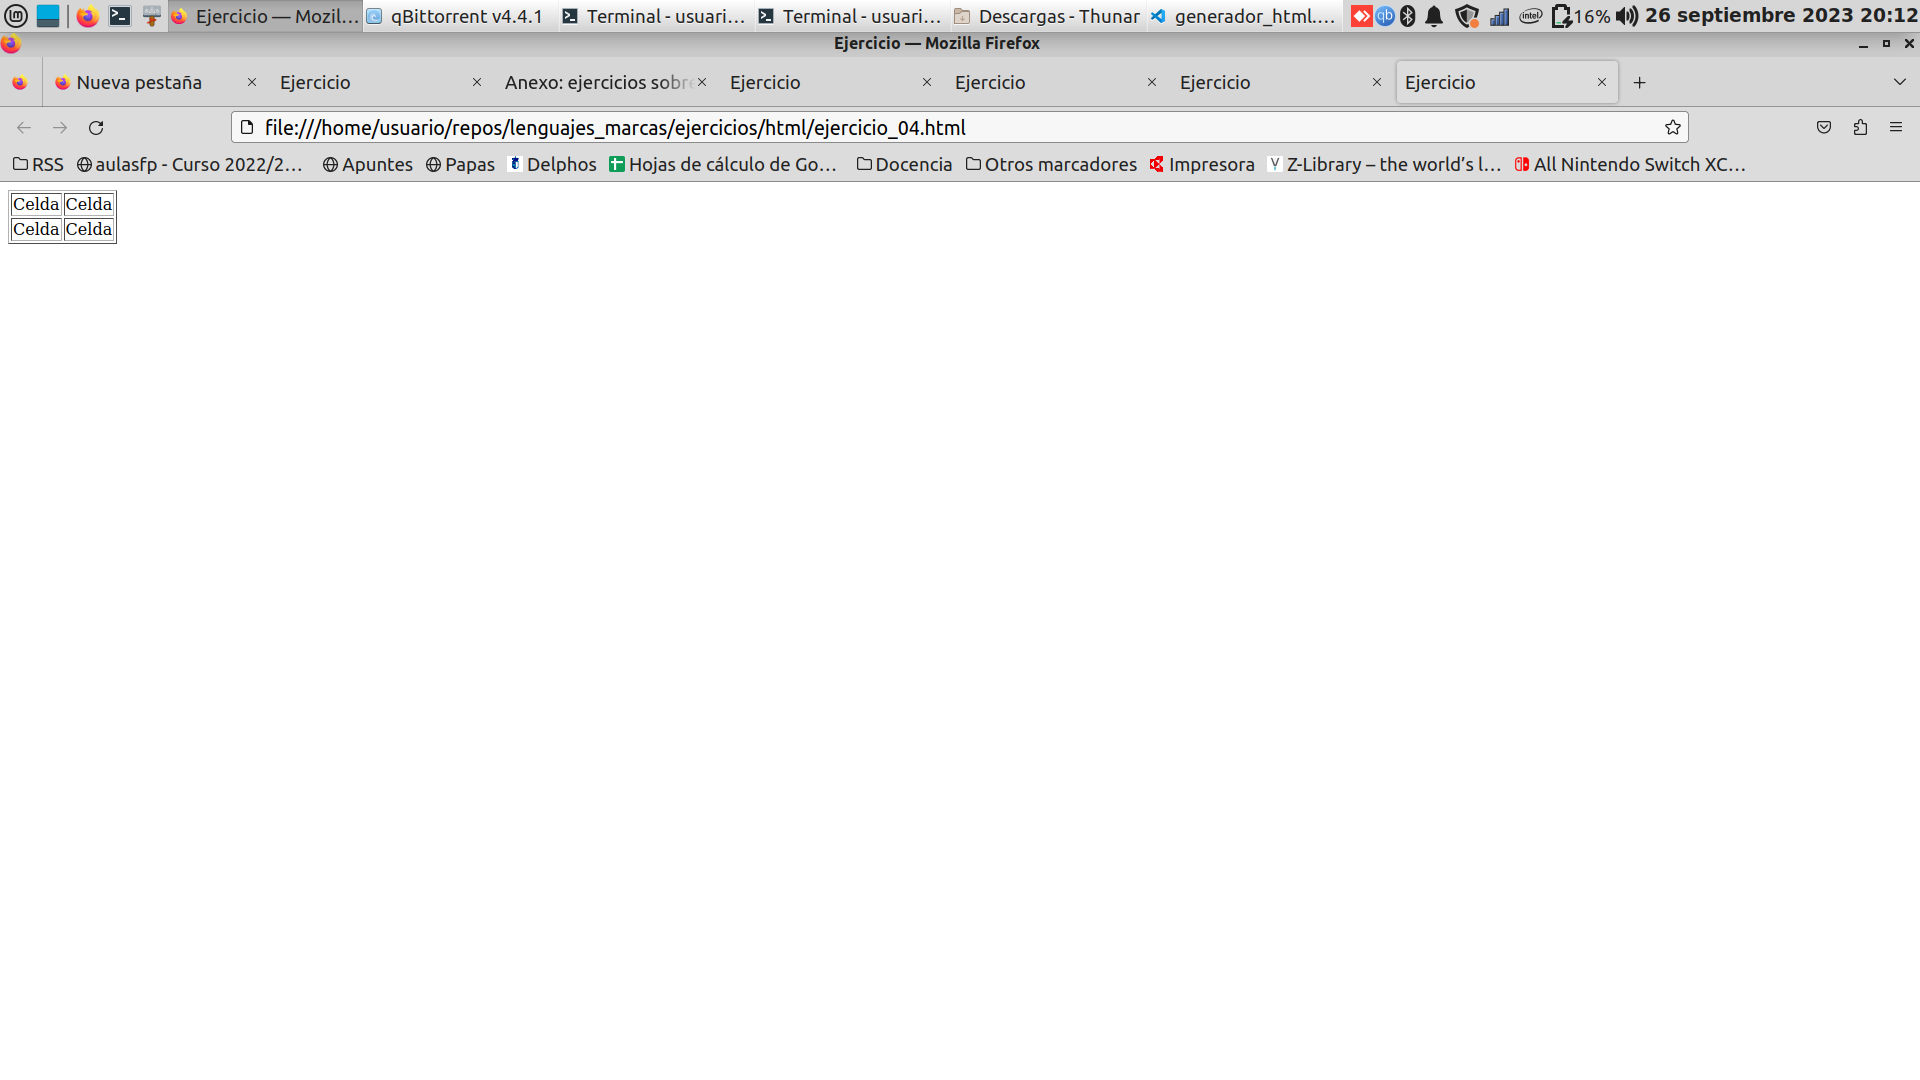 Ejercicio — Mozil… qBittorrent v4.4.1 Terminal - usuari… Terminal - usuari… Descargas - Thunar generador_html.… qb intel 16% 26 septiembre 2023 20:12
Ejercicio — Mozilla Firefox
Nueva pestaña Ejercicio Anexo: ejercicios sobre Ejercicio Ejercicio Ejercicio Ejercicio
file:///home/usuario/repos/lenguajes_marcas/ejercicios/html/ejercicio_04.html
RSS aulasfp - Curso 2022/2… Apuntes Papas Delphos Hojas de cálculo de Go… Docencia Otros marcadores Impresora Z-Library – the world’s l… All Nintendo Switch XC…
Celda Celda
Celda Celda